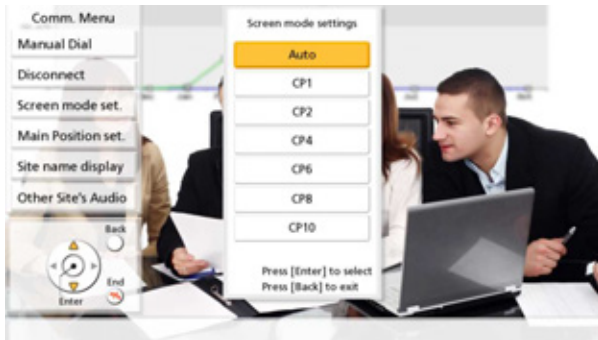 Comm. Menu
Manual Dial
Disconnect
Screen mode set.
Main Position set.
Site name display
Other Site's Audio
Back
End
Enter
Screen mode settings
Auto
CP1
CP2
CP4
CP6
CP8
CP10
Press [Enter] to select
Press [Back] to exit